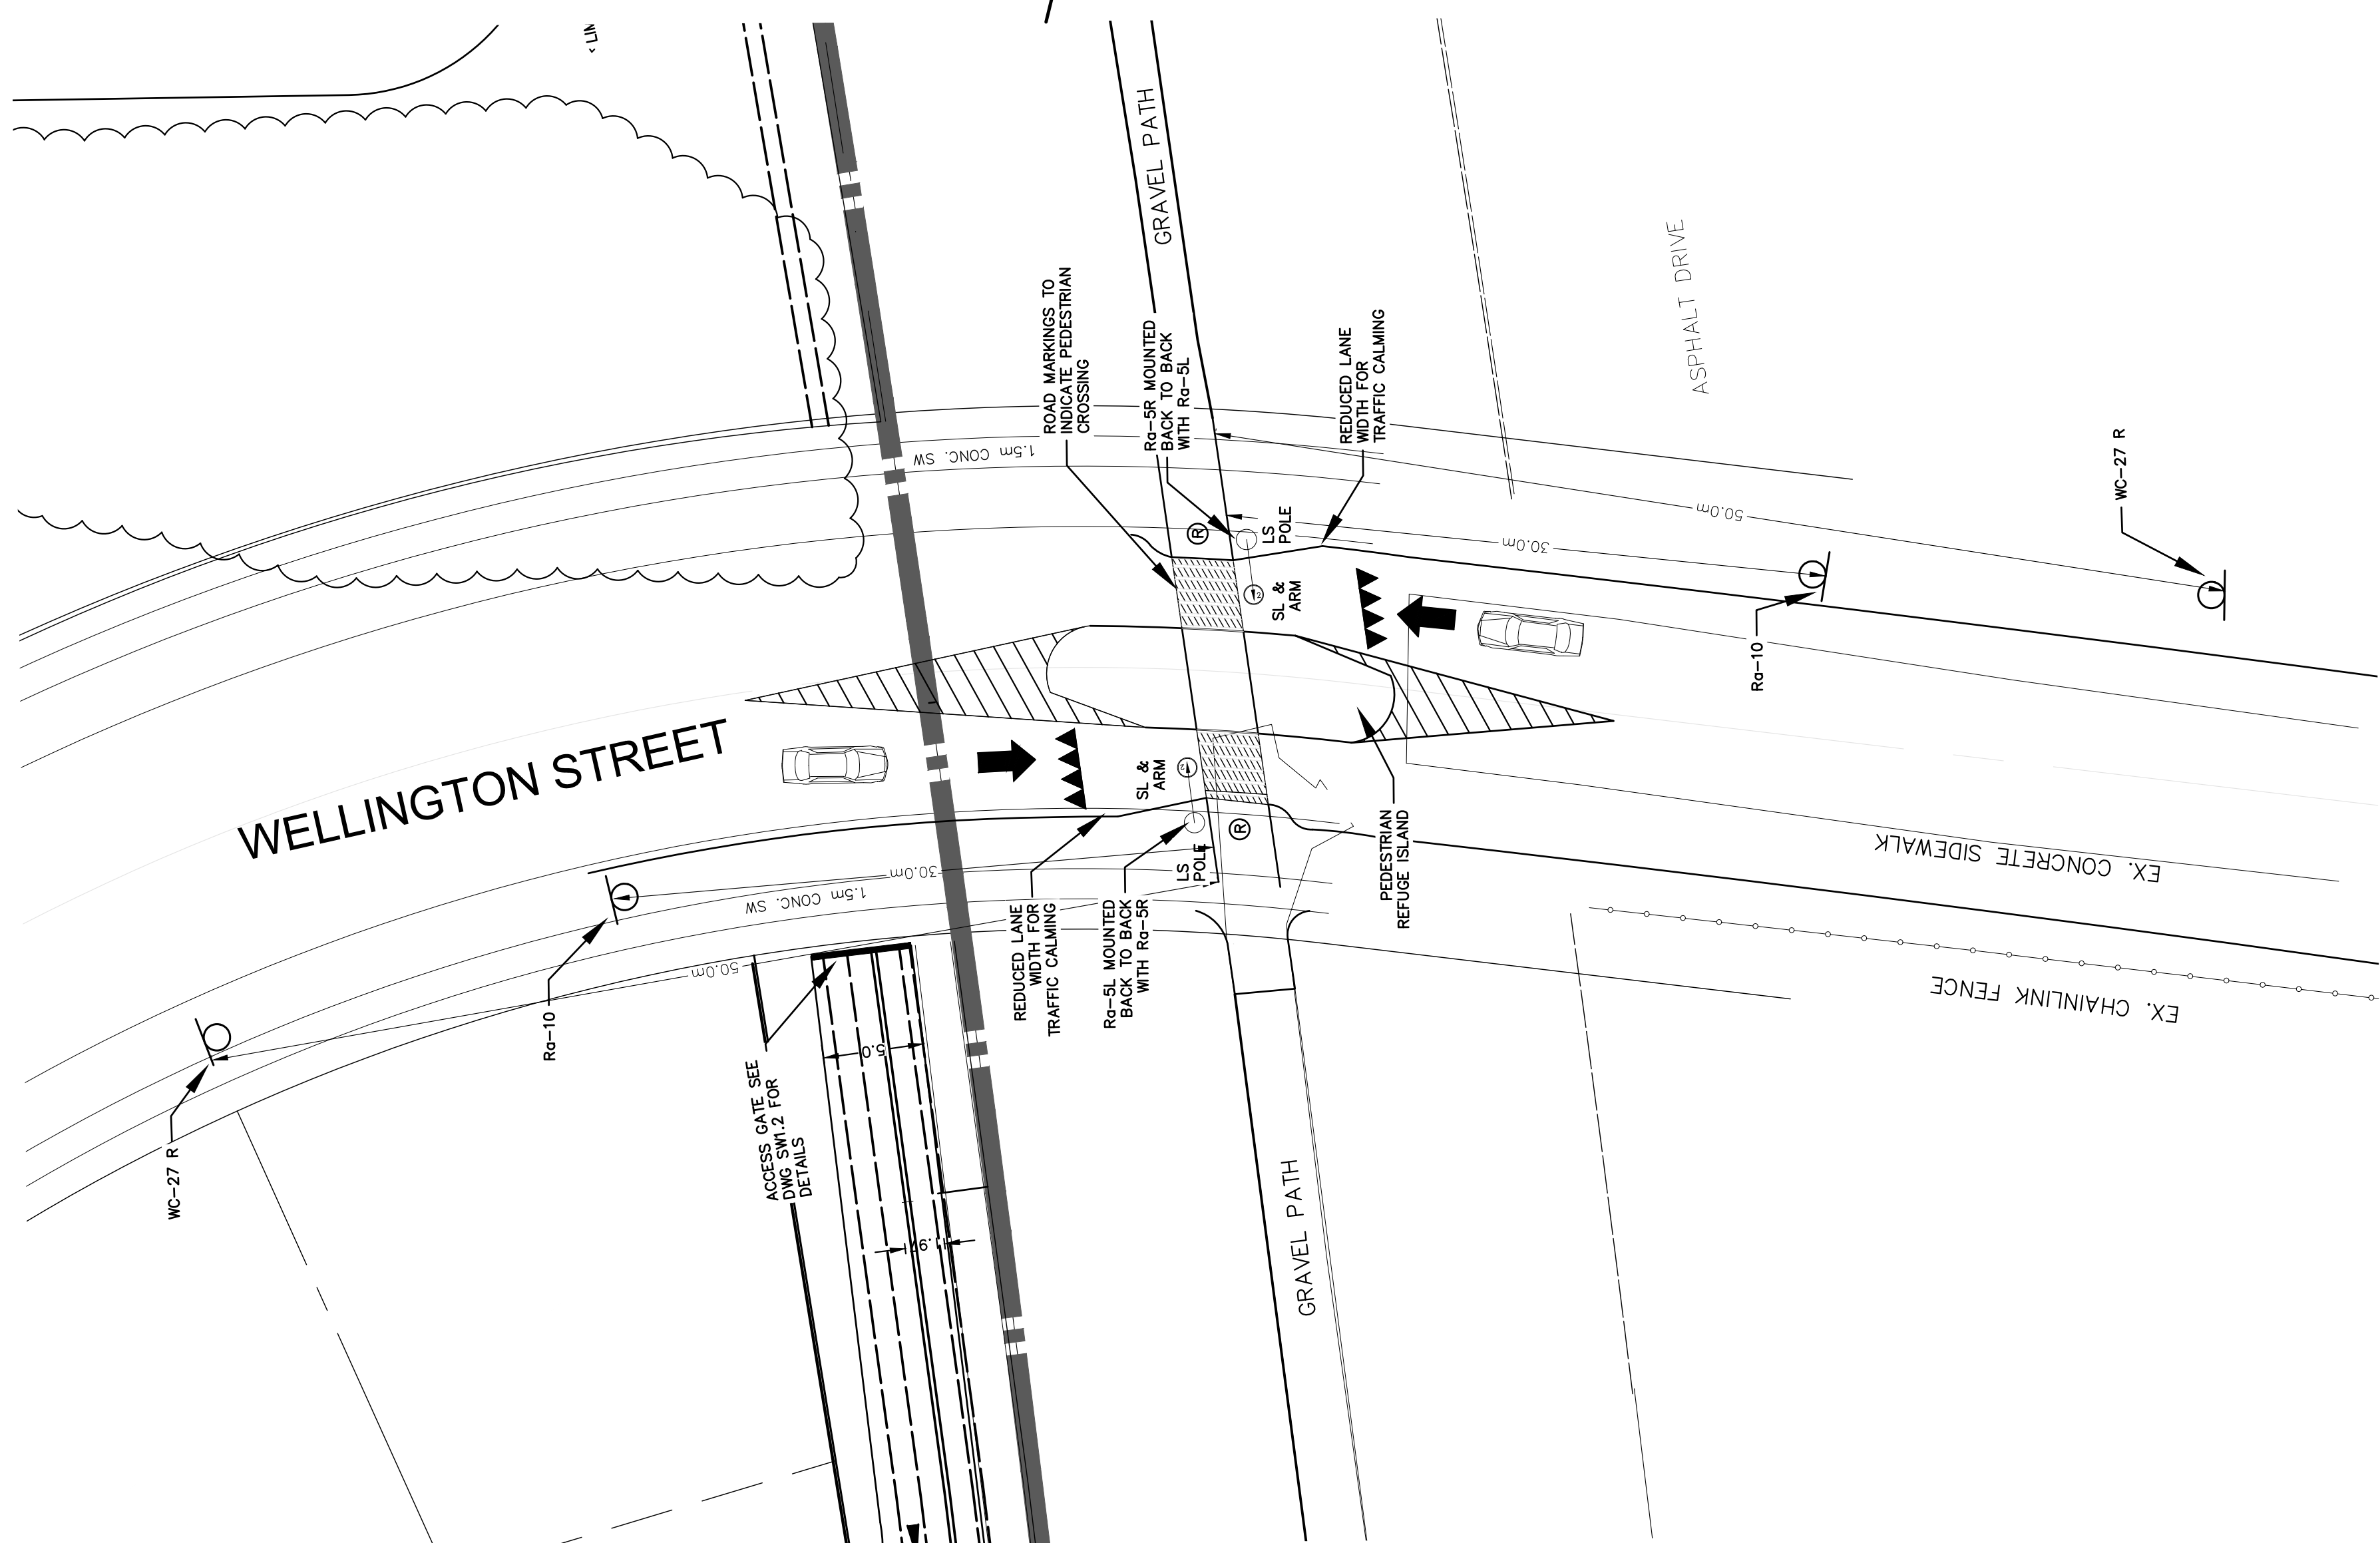 < LIN
GRAVEL PATH
ASPHALT DRIVE
ROAD MARKINGS TO
INDICATE PEDESTRIAN
CROSSING
Ra-5R MOUNTED
BACK TO BACK
WITH Ra-5L
REDUCED LANE
WIDTH FOR
TRAFFIC CALMING
1.5m CONC. SW
50.0m
30.0m
WC-27 R
R
LS
POLE
2
SL &
ARM
Ra-10
WELLINGTON STREET
SL &
ARM
2
R
LS
POLE
PEDESTRIAN
REFUGE ISLAND
EX. CONCRETE SIDEWALK
EX. CHAINLINK FENCE
30.0m
1.5m CONC. SW
50.0m
REDUCED LANE
WIDTH FOR
TRAFFIC CALMING
Ra-5L MOUNTED
BACK TO BACK
WITH Ra-5R
Ra-10
WC-27 R
ACCESS GATE SEE
DWG SW1.2 FOR
DETAILS
5.0
1.97
GRAVEL PATH